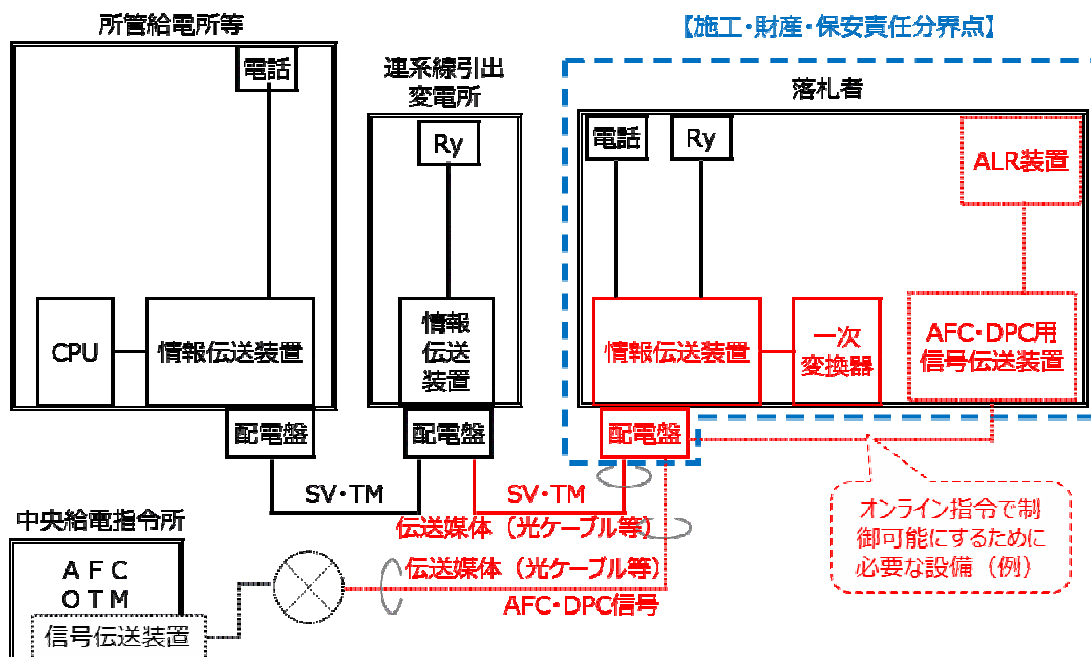 所管給電所等
電話
CPU
情報伝送装置
配電盤
連系線引出
変電所
Ry
情報
伝送
装置
配電盤
【施工・財産・保安責任分界点】
落札者
電話
Ry
ALR装置
情報伝送装置
一次
変換器
AFC・DPC用
信号伝送装置
配電盤
SV・TM
SV・TM
伝送媒体（光ケーブル等）
伝送媒体（光ケーブル等）
AFC・DPC信号
オンライン指令で制
御可能にするために
必要な設備（例）
中央給電指令所
ＡＦＣ
ＯＴＭ
信号伝送装置